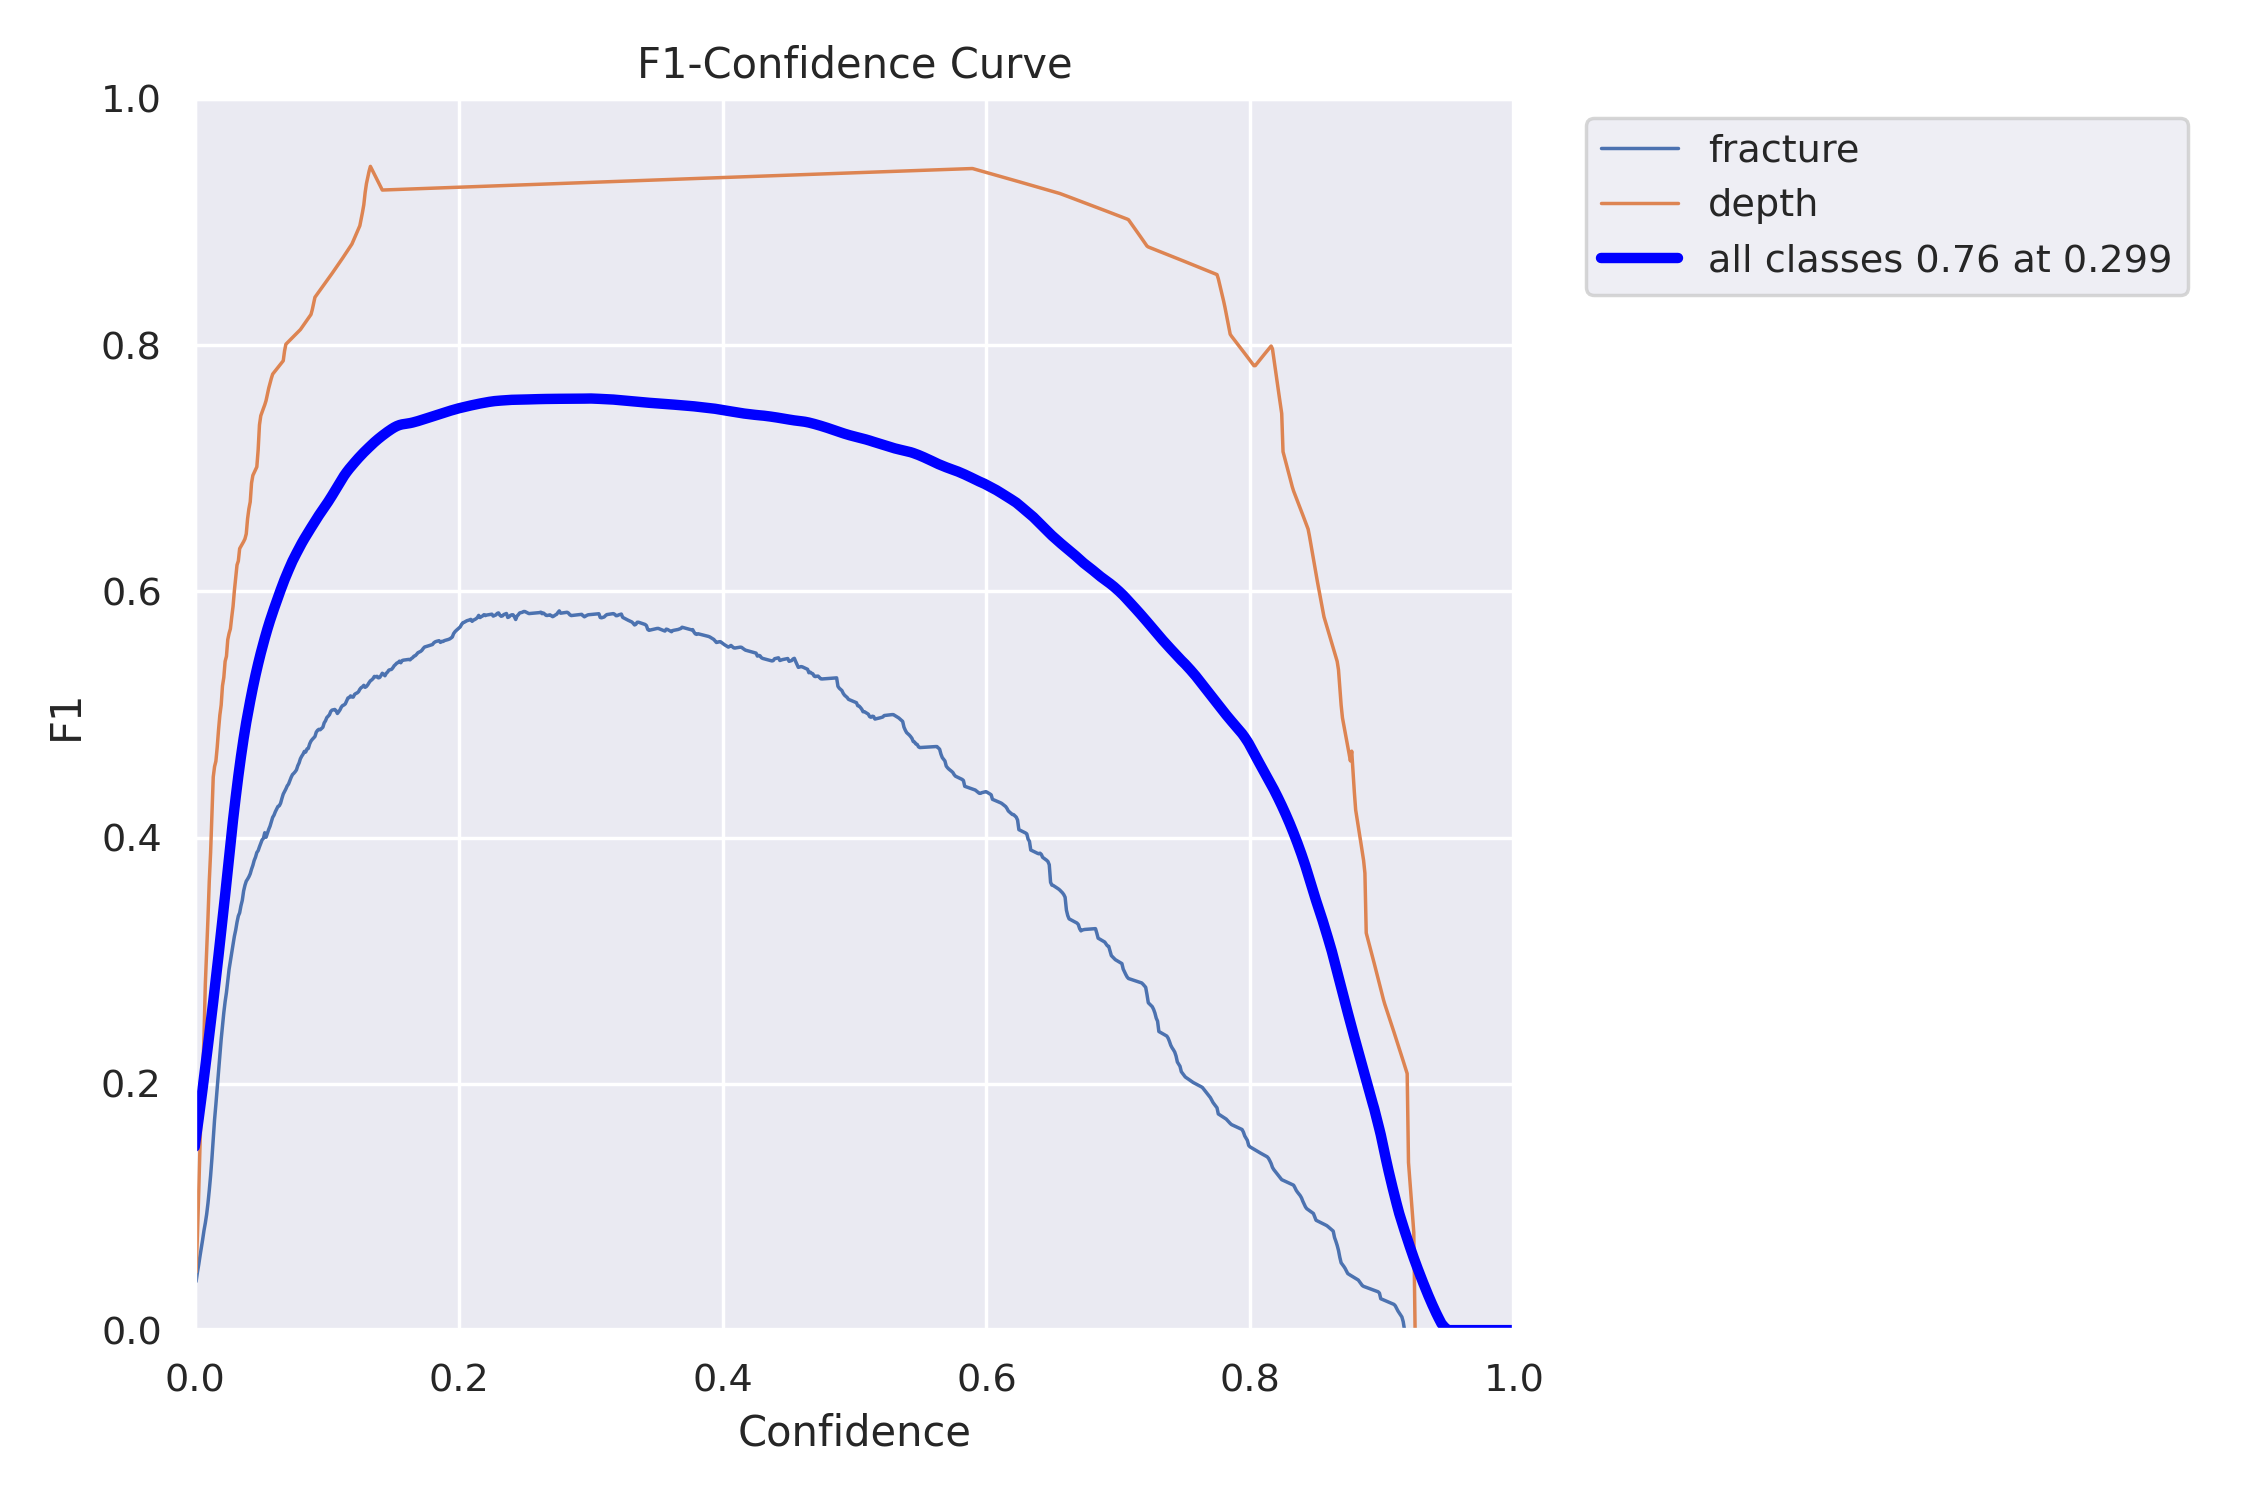 F1-Confidence Curve
1.0
0.8
0.6
0.4
0.2
0.0
F1
0.0 0.2 0.4 0.6 0.8 1.0
Confidence
fracture
depth
all classes 0.76 at 0.299